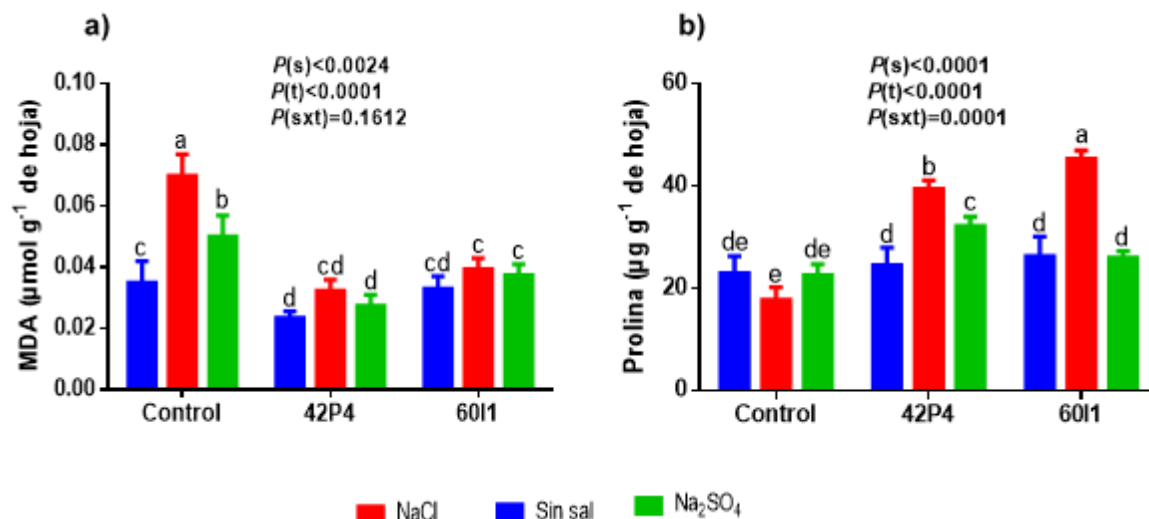 a)
P(s)<0.0024
P(t)<0.0001
P(sxt)=0.1612
MDA (µmol g⁻¹ de hoja)
0.10
0.08
0.06
0.04
0.02
0.00
c
a
b
d
cd
d
cd
c
c
Control
42P4
60I1
b)
P(s)<0.0001
P(t)<0.0001
P(sxt)=0.0001
Prolina (µg g⁻¹ de hoja)
60
40
20
0
de
e
de
d
b
c
d
a
d
Control
42P4
60I1
NaCl
Sin sal
Na₂SO₄